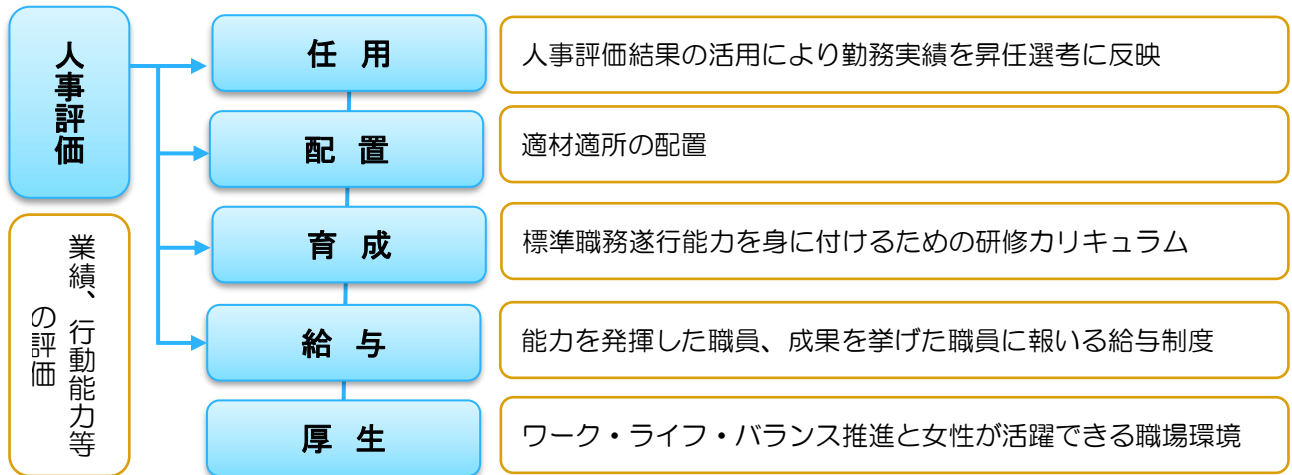 人事評価
業績、行動能力等
の評価
任 用
人事評価結果の活用により勤務実績を昇任選考に反映
配 置
適材適所の配置
育 成
標準職務遂行能力を身に付けるための研修カリキュラム
給 与
能力を発揮した職員、成果を挙げた職員に報いる給与制度
厚 生
ワーク・ライフ・バランス推進と女性が活躍できる職場環境